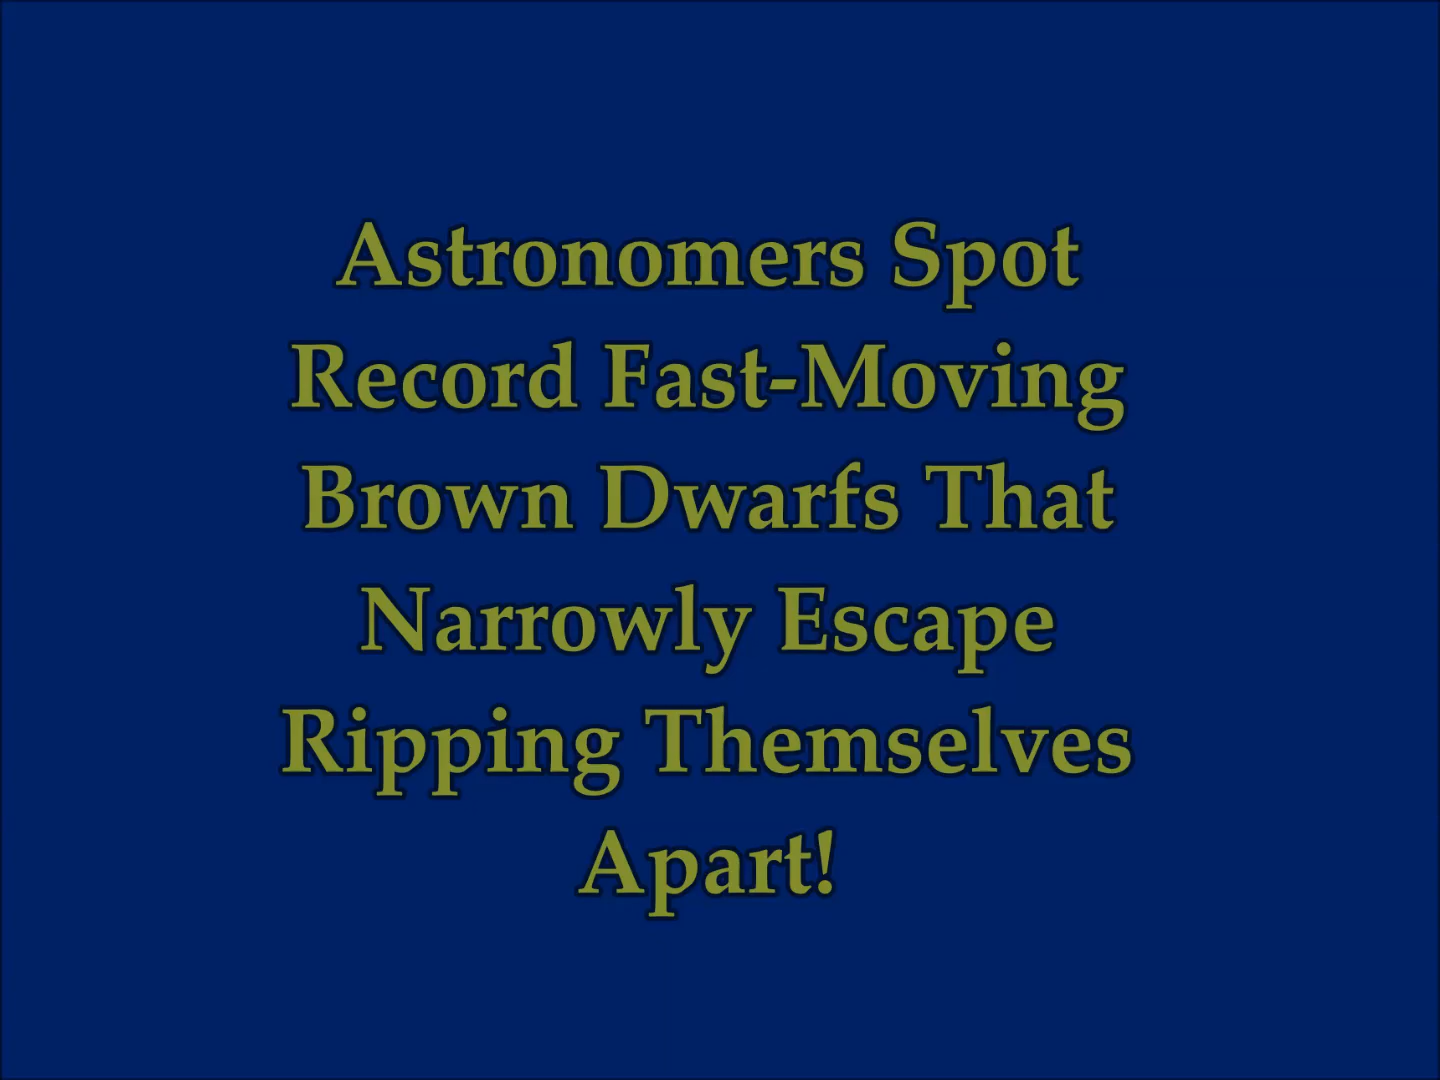 Astronomers Spot
Record Fast-Moving
Brown Dwarfs That
Narrowly Escape
Ripping Themselves
Apart!